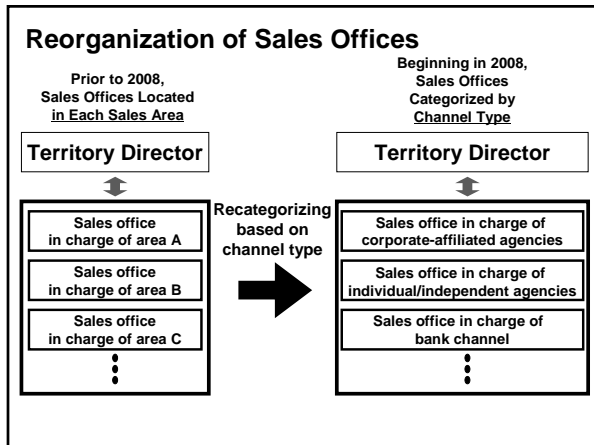 Reorganization of Sales Offices
Prior to 2008,
Sales Offices Located
in Each Sales Area
Territory Director
Sales office
in charge of area A
Sales office
in charge of area B
Sales office
in charge of area C
Recategorizing
based on
channel type
Beginning in 2008,
Sales Offices
Categorized by
Channel Type
Territory Director
Sales office in charge of
corporate-affiliated agencies
Sales office in charge of
individual/independent agencies
Sales office in charge of
bank channel